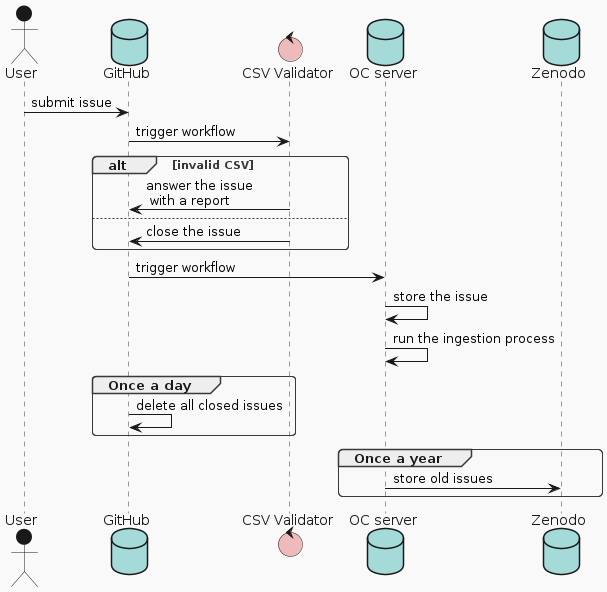 User
GitHub
CSV Validator
OC server
Zenodo
submit issue
trigger workflow
alt
[invalid CSV]
answer the issue
with a report
close the issue
trigger workflow
store the issue
run the ingestion process
Once a day
delete all closed issues
Once a year
store old issues
User
GitHub
CSV Validator
OC server
Zenodo